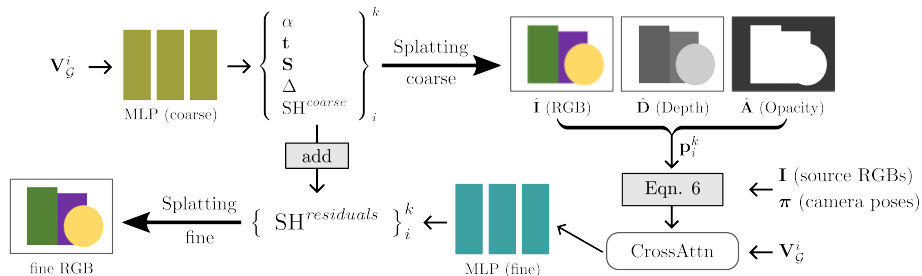 V_G^i
MLP (coarse)
α
t
S
Δ
SH^coarse
k
i
Splatting
coarse
Î (RGB)
D̂ (Depth)
Â (Opacity)
p_i^k
add
Eqn. 6
I (source RGBs)
π (camera poses)
CrossAttn
V_G^i
MLP (fine)
{ SH^residuals }_i^k
Splatting
fine
fine RGB